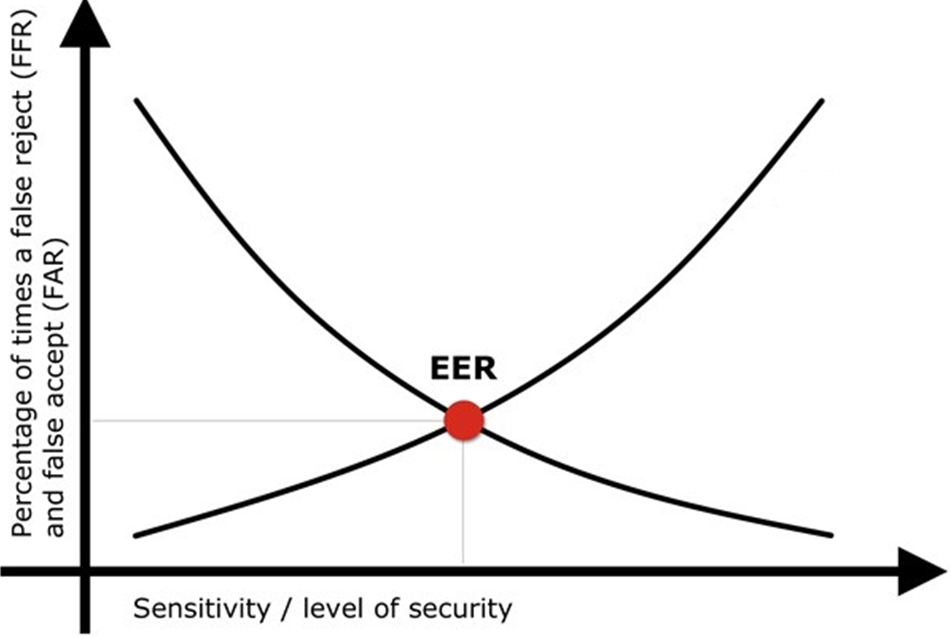 Percentage of times a false reject (FFR)
and false accept (FAR)
EER
Sensitivity / level of security